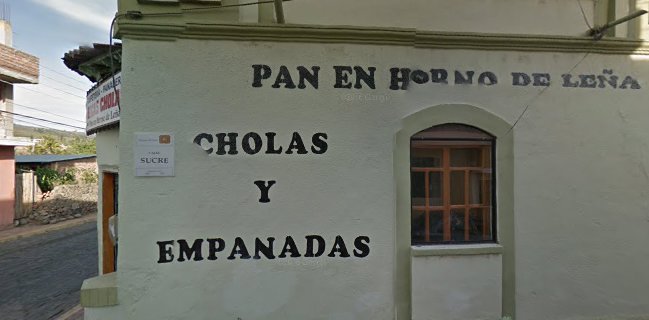 PAN EN HORNO DE LEÑA
CHOLAS
Y
EMPANADAS
SUCRE